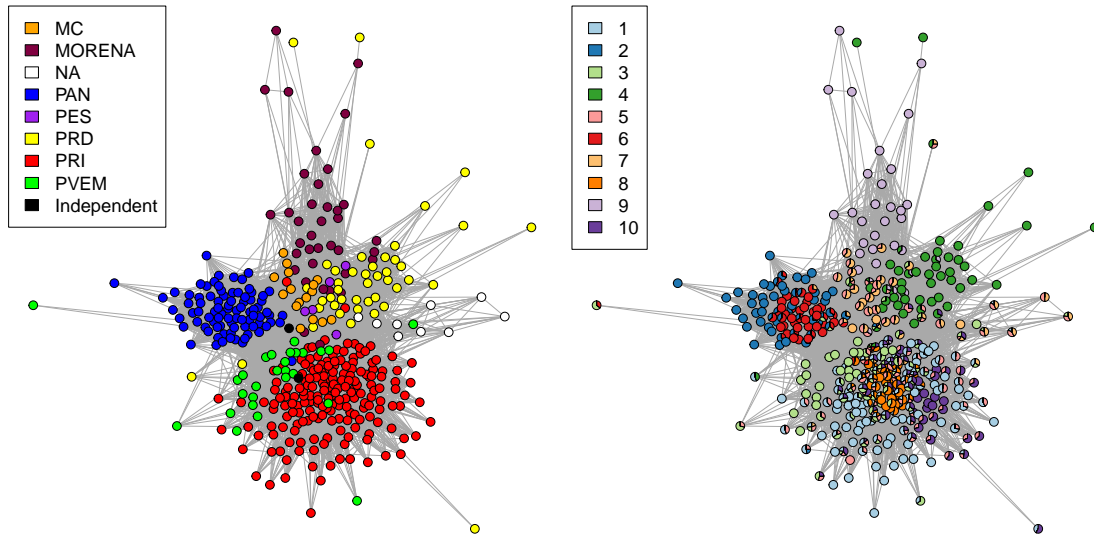 MC
MORENA
NA
PAN
PES
PRD
PRI
PVEM
Independent
1
2
3
4
5
6
7
8
9
10